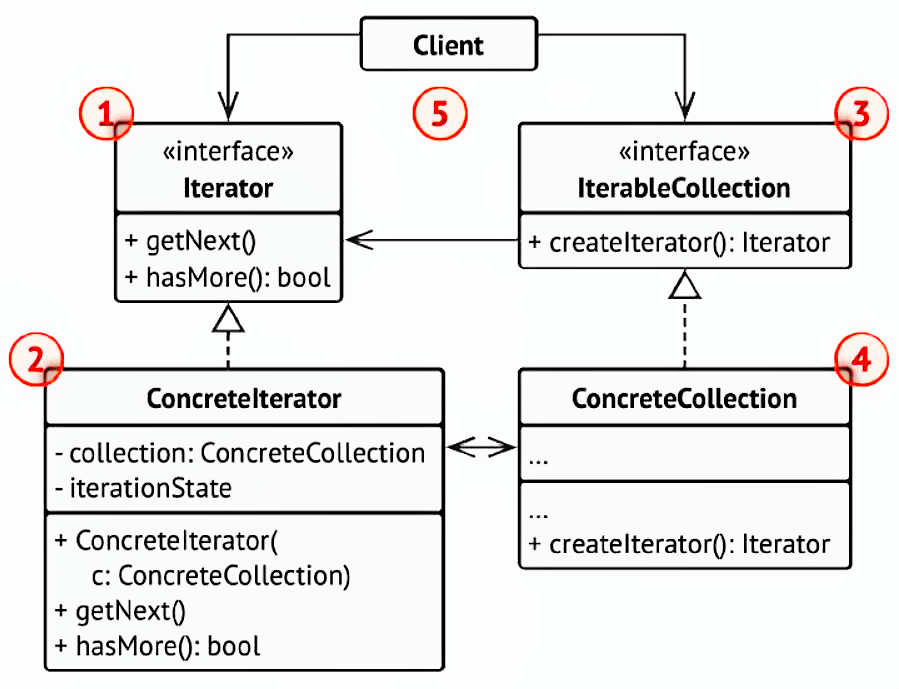 Client
1
5
3
«interface»
Iterator
+ getNext()
+ hasMore(): bool
«interface»
IterableCollection
+ createIterator(): Iterator
2
ConcreteIterator
- collection: ConcreteCollection
- iterationState
+ ConcreteIterator(
c: ConcreteCollection)
+ getNext()
+ hasMore(): bool
4
ConcreteCollection
...
...
+ createIterator(): Iterator